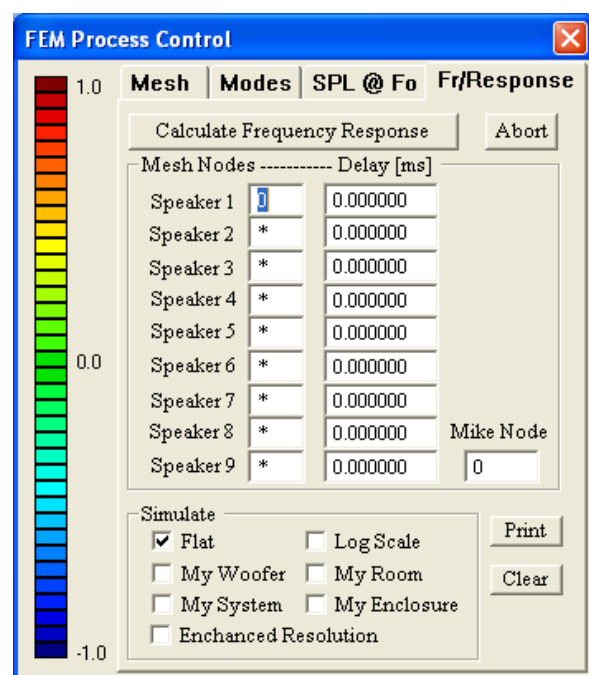 FEM Process Control
1.0
Mesh Modes SPL @ Fo Fr/Response
Calculate Frequency Response Abort
Mesh Nodes ----------- Delay [ms]
Speaker 1 0 0.000000
Speaker 2 * 0.000000
Speaker 3 * 0.000000
Speaker 4 * 0.000000
Speaker 5 * 0.000000
0.0 Speaker 6 * 0.000000
Speaker 7 * 0.000000
Speaker 8 * 0.000000 Mike Node
Speaker 9 * 0.000000 0
Simulate
Flat Log Scale Print
My Woofer My Room Clear
My System My Enclosure
Enchanced Resolution
-1.0